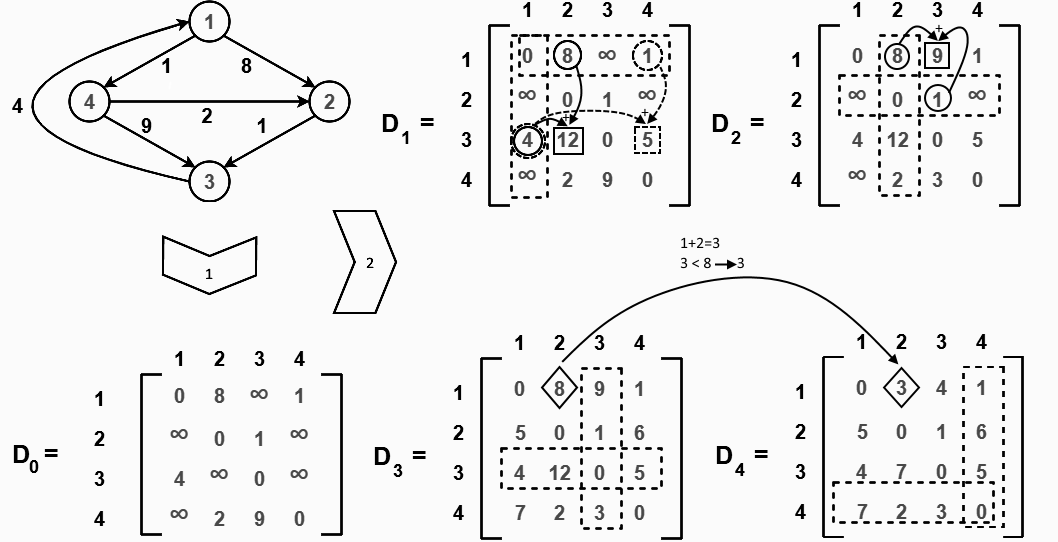 1
1 8
4 2
4
2
9 1
3
1
2
1 2 3 4
D1 =
1 0 8 ∞ 1
2 ∞ 0 1 ∞
+ +
3 4 12 0 5
4 ∞ 2 9 0
1 2 3 4
+
D2 =
1 0 8 9 1
2 ∞ 0 1 ∞
3 4 12 0 5
4 ∞ 2 3 0
1+2=3
3 < 8 → 3
1 2 3 4
D0 =
1 0 8 ∞ 1
2 ∞ 0 1 ∞
3 4 ∞ 0 ∞
4 ∞ 2 9 0
1 2 3 4
D3 =
1 0 8 9 1
2 5 0 1 6
3 4 12 0 5
4 7 2 3 0
1 2 3 4
D4 =
1 0 3 4 1
2 5 0 1 6
3 4 7 0 5
4 7 2 3 0